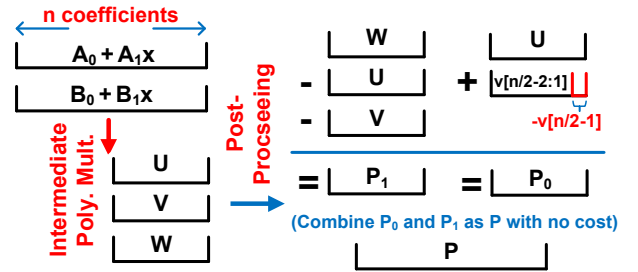 n coefficients
A₀ + A₁x
B₀ + B₁x
Intermediate
Poly. Mult.
U
V
W
Post-
Procseeing
W
- U
- V
= P₁
U
+ v[n/2-2:1]
-v[n/2-1]
= P₀
(Combine P₀ and P₁ as P with no cost)
P